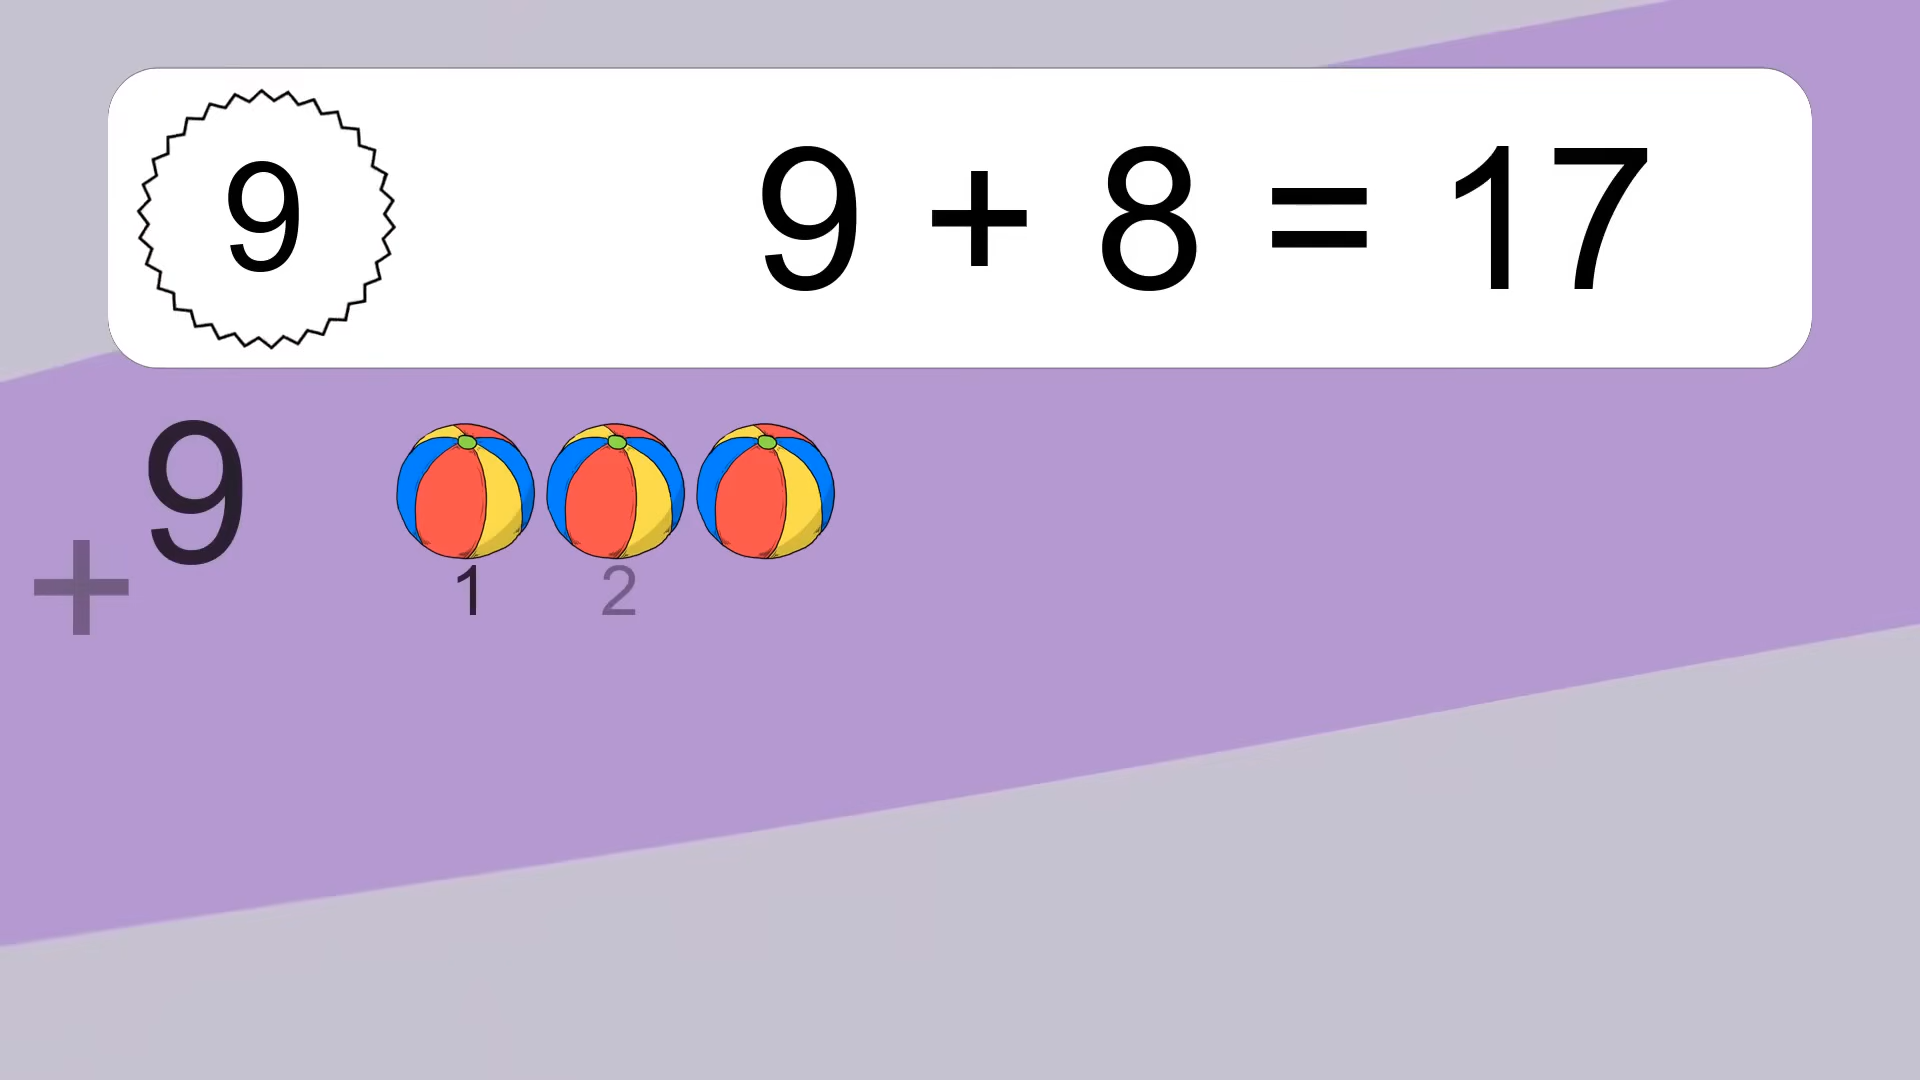 9
9 + 8 = 17
9
+
1 2